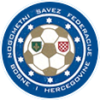 NOGOMETNI SAVEZ FEDERACIJE
BOSNE I HERCEGOVINE